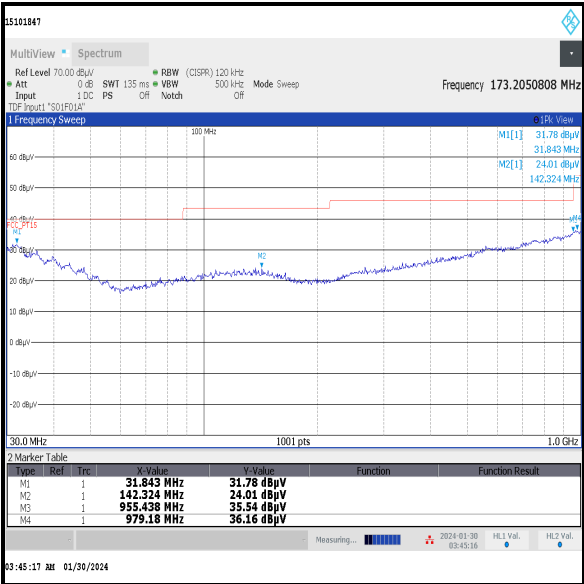 15101847
MultiView Spectrum
Ref Level 70.00 dBµV RBW (CISPR) 120 kHz
Att 0 dB SWT 135 ms VBW 500 kHz Mode Sweep Frequency 173.2050808 MHz
Input 1 DC PS Off Notch Off
TDF Input1 "S01F01A"
1 Frequency Sweep 1Pk View
100 MHz
M1[1] 31.78 dBµV
31.843 MHz
M2[1] 24.01 dBµV
142.324 MHz
60 dBµV
50 dBµV
40 dBµV
FCC_PT15
M1
M4
30 dBµV
M2
20 dBµV
10 dBµV
0 dBµV
-10 dBµV
-20 dBµV
30.0 MHz 1001 pts 1.0 GHz
2 Marker Table
Type Ref Trc X-Value Y-Value Function Function Result
M1 1 31.843 MHz 31.78 dBµV
M2 1 142.324 MHz 24.01 dBµV
M3 1 955.438 MHz 35.54 dBµV
M4 1 979.18 MHz 36.16 dBµV
Measuring... 2024-01-30 03:45:16 HL1 Val. HL2 Val.
03:45:17 AM 01/30/2024